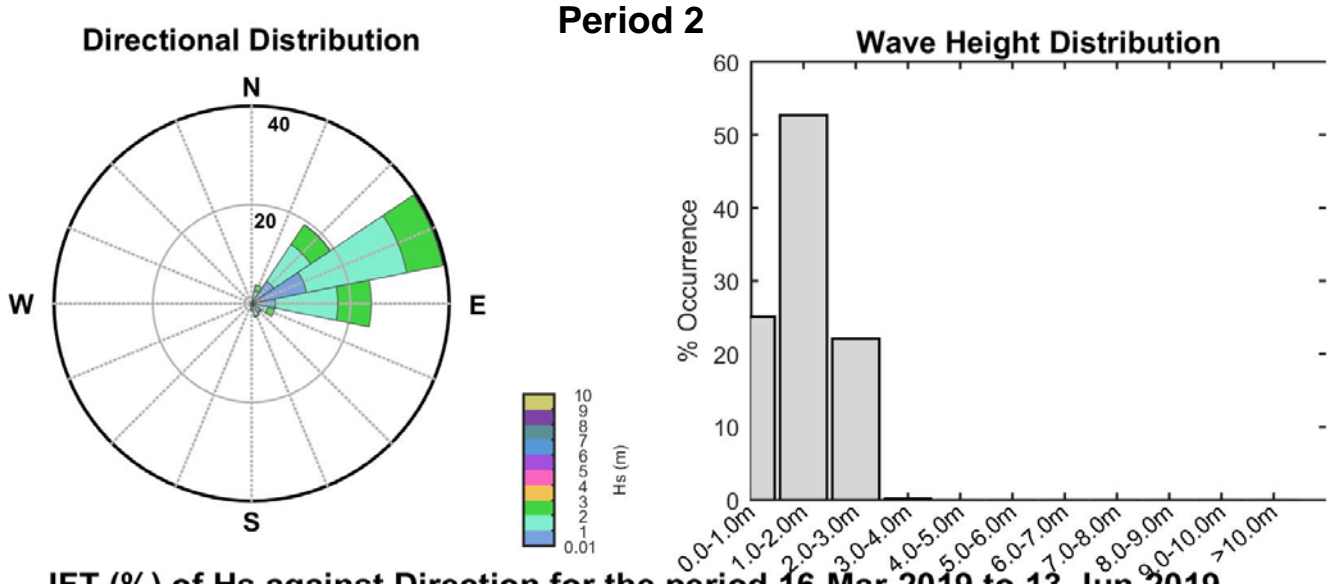 Period 2
Directional Distribution
N
40
20
W
E
S
10
9
8
7
6
5
4
3
2
1
0.01
Hs (m)
Wave Height Distribution
60
50
40
30
20
10
0
% Occurrence
0.0-1.0m
1.0-2.0m
2.0-3.0m
3.0-4.0m
4.0-5.0m
5.0-6.0m
6.0-7.0m
7.0-8.0m
8.0-9.0m
9.0-10.0m
>10.0m
(%) of Hs against Direction for the period 16-Mar-2019 to 13-Jun-2019